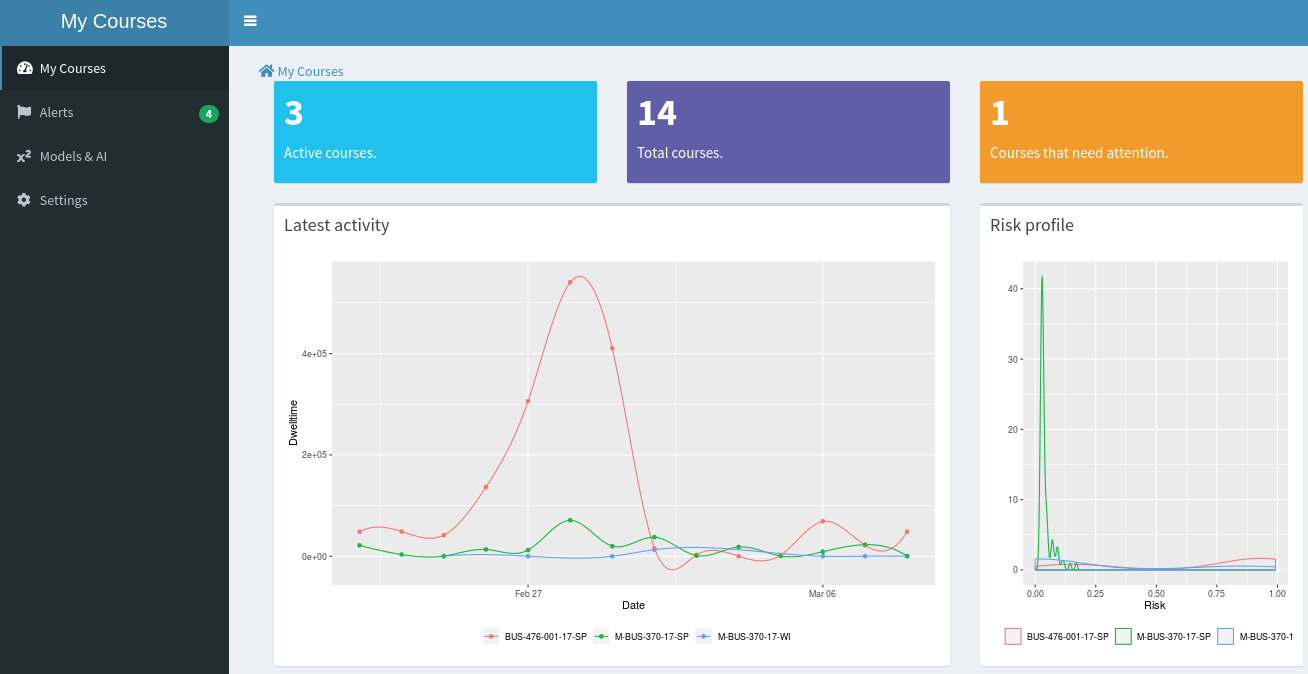 My Courses
My Courses
Alerts
4
x² Models & AI
Settings
My Courses
3
Active courses.
14
Total courses.
1
Courses that need attention.
Latest activity
Dwelltime
4e+05
2e+05
0e+00
Feb 27
Mar 06
Date
BUS-476-001-17-SP
M-BUS-370-17-SP
M-BUS-370-17-WI
Risk profile
40
30
20
10
0
0.00
0.25
0.50
0.75
1.00
Risk
BUS-476-001-17-SP
M-BUS-370-17-SP
M-BUS-370-1